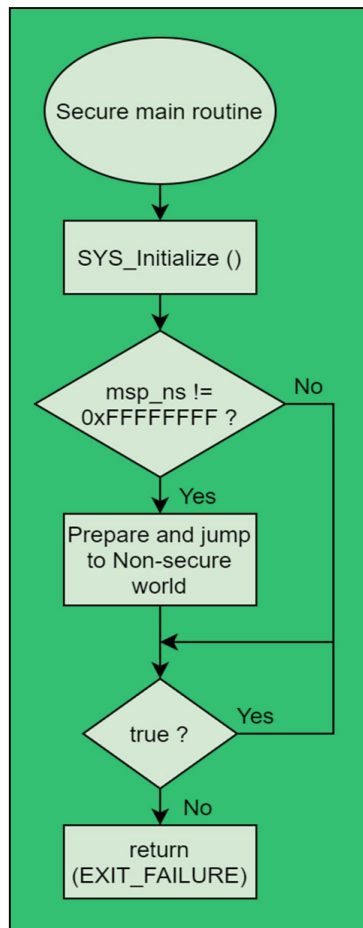 Secure main routine
SYS_Initialize ()
msp_ns !=
0xFFFFFFFF ?
No
Yes
Prepare and jump
to Non-secure
world
true ?
Yes
No
return
(EXIT_FAILURE)